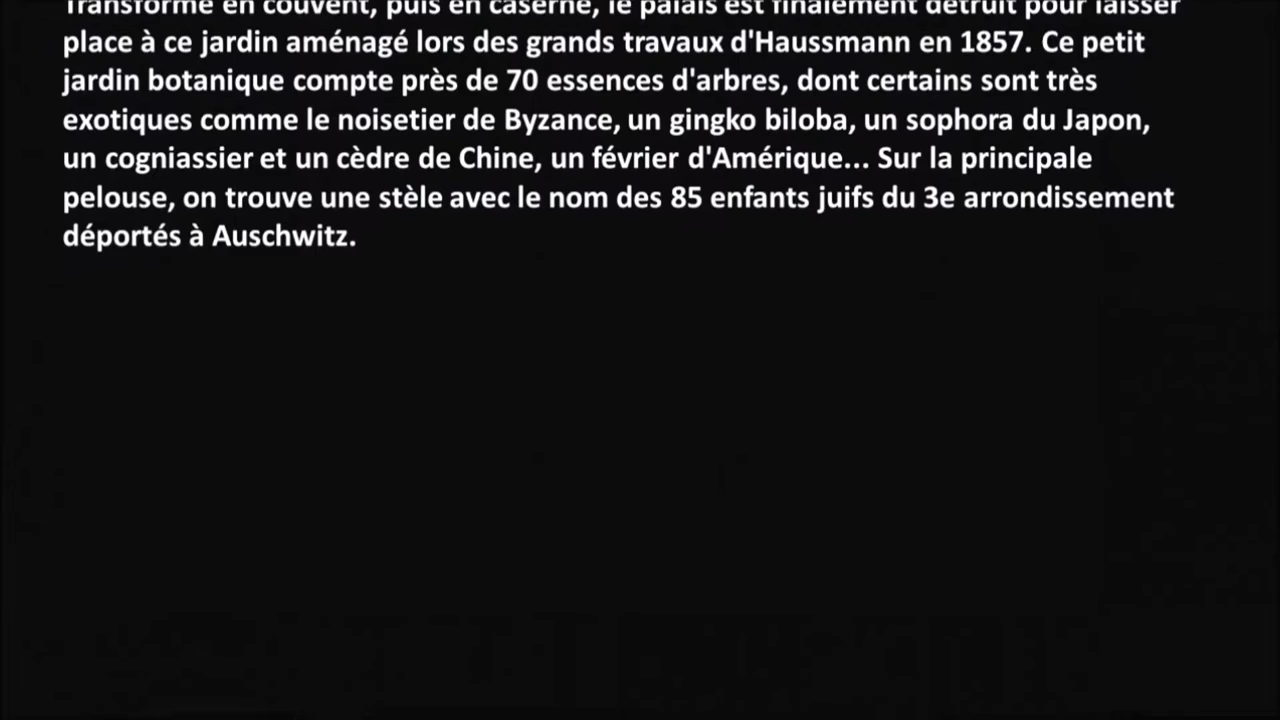 Transformé en couvent, puis en caserne, le palais est finalement détruit pour laisser
place à ce jardin aménagé lors des grands travaux d'Haussmann en 1857. Ce petit
jardin botanique compte près de 70 essences d'arbres, dont certains sont très
exotiques comme le noisetier de Byzance, un gingko biloba, un sophora du Japon,
un cogniassier et un cèdre de Chine, un février d'Amérique... Sur la principale
pelouse, on trouve une stèle avec le nom des 85 enfants juifs du 3e arrondissement
déportés à Auschwitz.